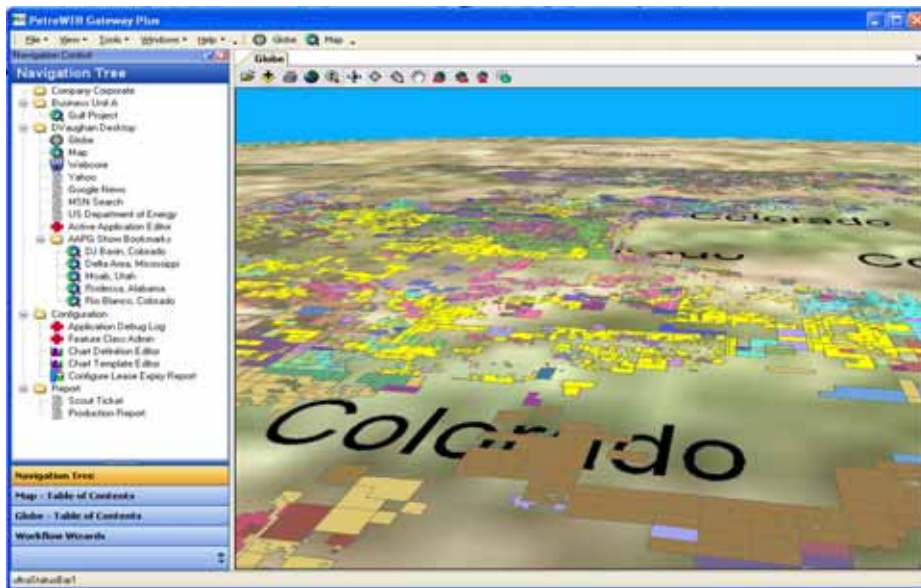 PetroWEB Gateway Plus
File View Tools Windows Help Globe Map
Navigation Control
Navigation Tree
Company Corporate
Business Unit A
Gulf Project
DVaughan Desktop
Globe
Map
Webcore
Yahoo
Google News
MSN Search
US Department of Energy
Active Application Editor
AAPG Show Bookmarks
DJ Basin, Colorado
Delta Area, Mississippi
Moab, Utah
Rodessa, Alabama
Rio Blanco, Colorado
Configuration
Application Debug Log
Feature Class Admin
Chart Definition Editor
Chart Template Editor
Configure Lease Expiry Report
Report
Scout Ticket
Production Report
Navigation Tree
Map - Table of Contents
Globe - Table of Contents
Workflow Wizards
ultraStatusBar1
Globe
Colorado
Co
Colorado